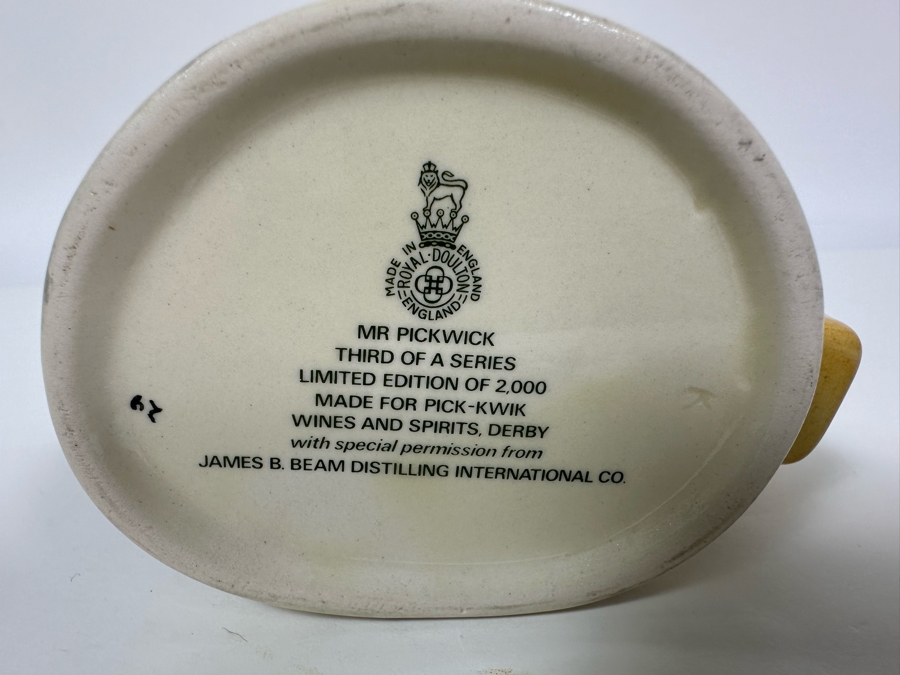 MADE IN ENGLAND
ROYAL·DOULTON
ENGLAND
MR PICKWICK
THIRD OF A SERIES
LIMITED EDITION OF 2,000
MADE FOR PICK-KWIK
WINES AND SPIRITS, DERBY
with special permission from
JAMES B. BEAM DISTILLING INTERNATIONAL CO.
K